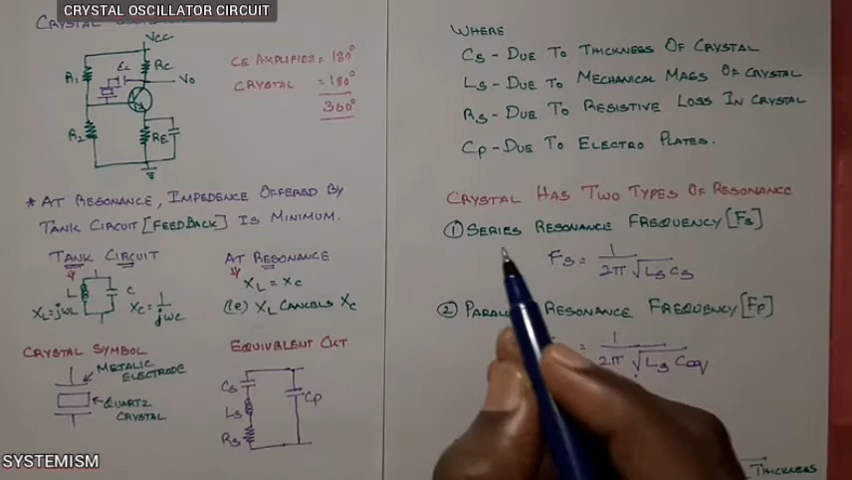 CRYSTAL OSCILLATOR CIRCUIT
CRYSTAL
VCC
R1
RC
CC
VO
R2
RE
CE AMPLIFIER = 180°
CRYSTAL = 180°
360°
* AT RESONANCE, IMPEDENCE OFFERED BY
TANK CIRCUIT [FEEDBACK] IS MINIMUM.
TANK CIRCUIT
L
C
XL=jωL
XC=1/jωC
AT RESONANCE
XL = XC
(ie) XL CANCELS XC
CRYSTAL SYMBOL
METALIC
ELECTRODE
QUARTZ
CRYSTAL
EQUIVALENT CKT
CS
LS
RS
CP
WHERE
CS - DUE TO THICKNESS OF CRYSTAL
LS - DUE TO MECHANICAL MASS OF CRYSTAL
RS - DUE TO RESISTIVE LOSS IN CRYSTAL
CP - DUE TO ELECTRO PLATES.
CRYSTAL HAS TWO TYPES OF RESONANCE
① SERIES RESONANCE FREQUENCY [FS]
FS = 1/2π√LS CS
② PARALL RESONANCE FREQUENCY [FP]
= 1/2π√LS Ceq
THICKNESS
SYSTEMISM